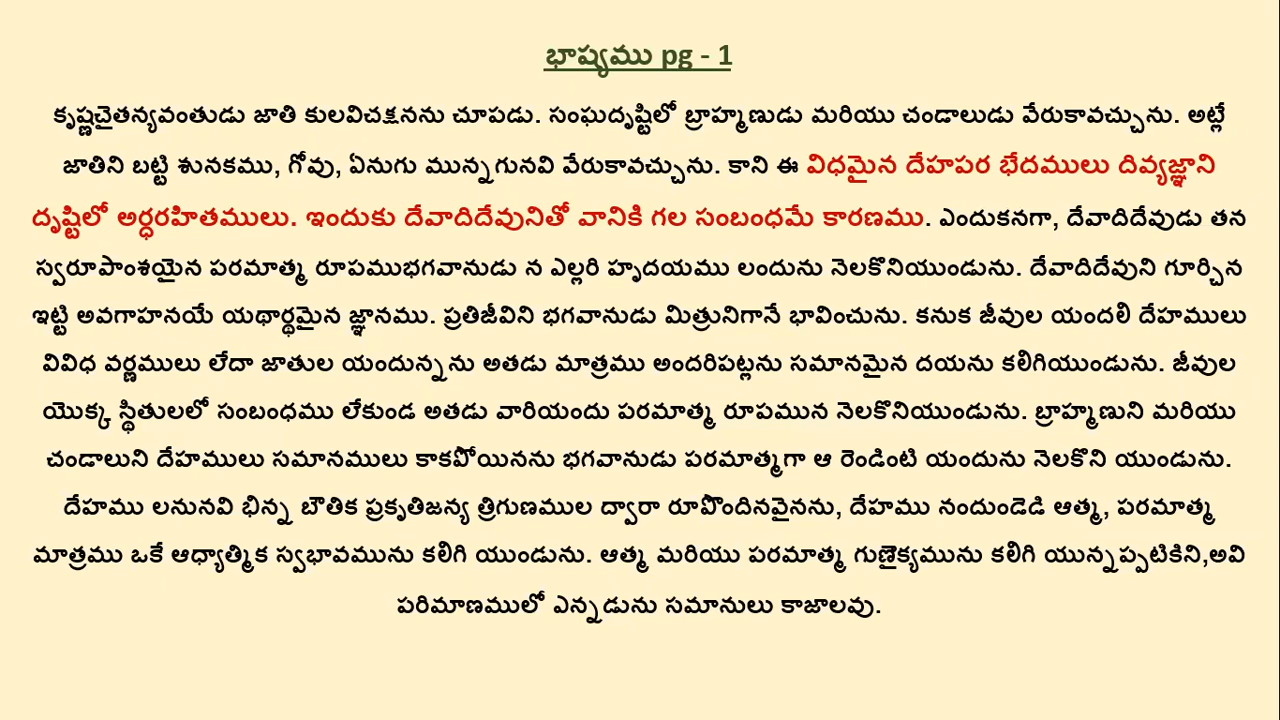 భాష్యము pg - 1
కృష్ణచైతన్యవంతుడు జాతి కులవిచక్షనను చూపడు. సంఘదృష్టిలో బ్రాహ్మణుడు మరియు చండాలుడు వేరుకావచ్చును. అట్లే
జాతిని బట్టి శునకము, గోవు, ఏనుగు మున్నగునవి వేరుకావచ్చును. కాని ఈ విధమైన దేహపర భేదములు దివ్యజ్ఞాని
దృష్టిలో అర్ధరహితములు. ఇందుకు దేవాదిదేవునితో వానికి గల సంబంధమే కారణము. ఎందుకనగా, దేవాదిదేవుడు తన
స్వరూపాంశయైన పరమాత్మ రూపముభగవానుడు న ఎల్లరి హృదయము లందును నెలకొనియుండును. దేవాదిదేవుని గూర్చిన
ఇట్టి అవగాహనయే యథార్థమైన జ్ఞానము. ప్రతిజీవిని భగవానుడు మిత్రునిగానే భావించును. కనుక జీవుల యందలి దేహములు
వివిధ వర్ణములు లేదా జాతుల యందున్నను అతడు మాత్రము అందరిపట్లను సమానమైన దయను కలిగియుండును. జీవుల
యొక్క స్థితులలో సంబంధము లేకుండ అతడు వారియందు పరమాత్మ రూపమున నెలకొనియుండును. బ్రాహ్మణుని మరియు
చండాలుని దేహములు సమానములు కాకపోయినను భగవానుడు పరమాత్మగా ఆ రెండింటి యందును నెలకొని యుండును.
దేహము లనునవి భిన్న బౌతిక ప్రకృతిజన్య త్రిగుణముల ద్వారా రూపొందినవైనను, దేహము నందుండెడి ఆత్మ, పరమాత్మ
మాత్రము ఒకే ఆధ్యాత్మిక స్వభావమును కలిగి యుండును. ఆత్మ మరియు పరమాత్మ గుణైక్యమును కలిగి యున్నప్పటికిని,అవి
పరిమాణములో ఎన్నడును సమానులు కాజాలవు.